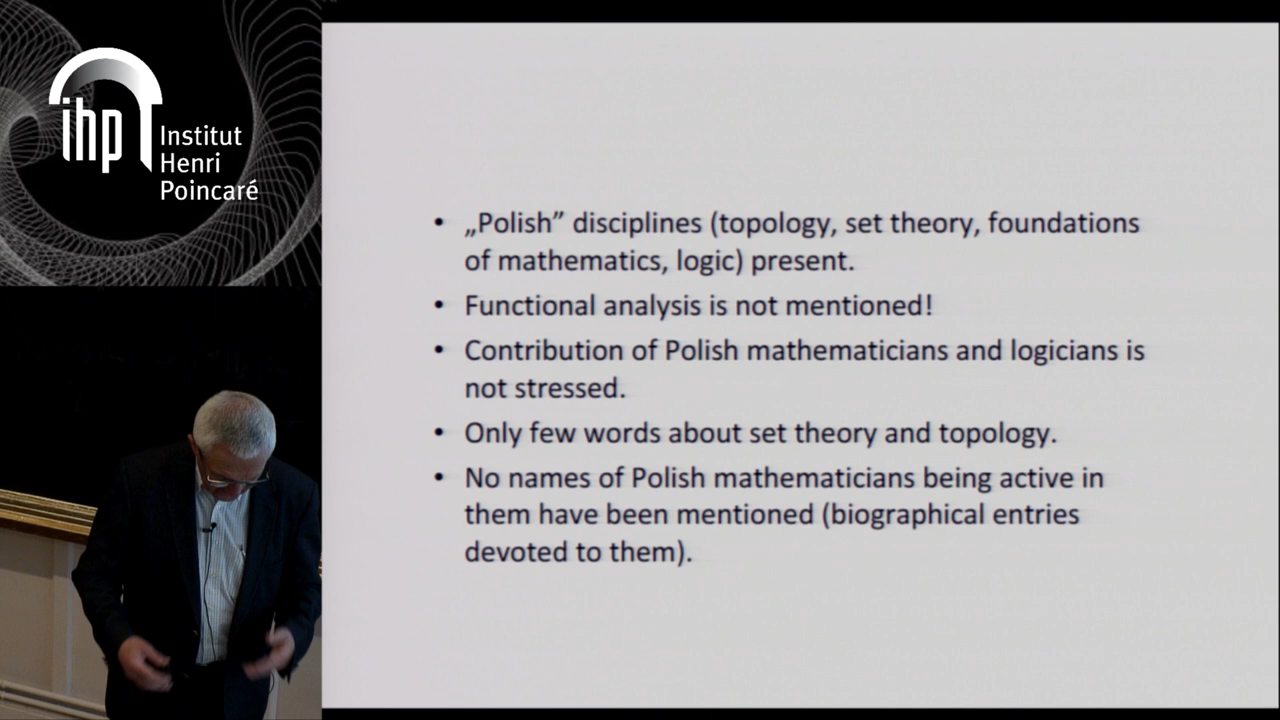 ihp
Institut
Henri
Poincaré
• „Polish” disciplines (topology, set theory, foundations
of mathematics, logic) present.
• Functional analysis is not mentioned!
• Contribution of Polish mathematicians and logicians is
not stressed.
• Only few words about set theory and topology.
• No names of Polish mathematicians being active in
them have been mentioned (biographical entries
devoted to them).